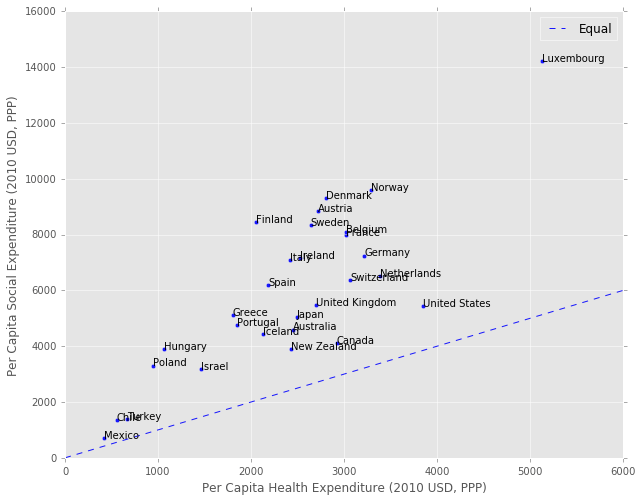 16000
Equal
Luxembourg
14000
12000
10000
Norway
Denmark
Austria
Finland
Sweden
Belgium
France
8000
Germany
Ireland
Italy
Netherlands
Switzerland
Spain
6000
United Kingdom
United States
Greece
Japan
Portugal
Australia
Iceland
Canada
4000
Hungary
New Zealand
Poland
Israel
2000
Chile
Turkey
Mexico
0
0 1000 2000 3000 4000 5000 6000
Per Capita Health Expenditure (2010 USD, PPP)
Per Capita Social Expenditure (2010 USD, PPP)